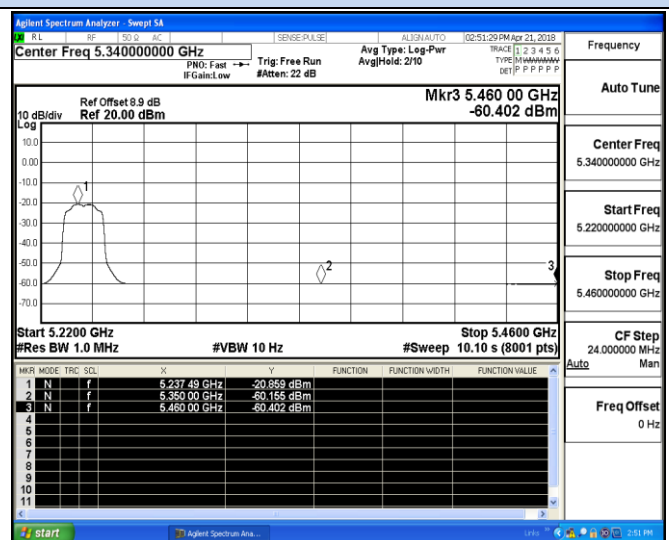 Agilent Spectrum Analyzer - Swept SA
RL RF 50 Ω AC SENSE:PULSE ALIGN AUTO 02:51:29 PM Apr 21, 2018
Center Freq 5.340000000 GHz
PNO: Fast
IFGain:Low
Trig: Free Run
#Atten: 22 dB
Avg Type: Log-Pwr
Avg|Hold: 2/10
TRACE 1 2 3 4 5 6
TYPE M
DET P P P P P P
Frequency
Auto Tune
Center Freq
5.340000000 GHz
Start Freq
5.220000000 GHz
Stop Freq
5.460000000 GHz
CF Step
24.000000 MHz
Auto Man
Freq Offset
0 Hz
Mkr3 5.460 00 GHz
-60.402 dBm
Ref Offset 8.9 dB
Ref 20.00 dBm
10 dB/div
Log
10.0
0.00
-10.0
-20.0
-30.0
-40.0
-50.0
-60.0
-70.0
1
2
3
Start 5.2200 GHz Stop 5.4600 GHz
#Res BW 1.0 MHz #VBW 10 Hz #Sweep 10.10 s (8001 pts)
MKR MODE TRC SCL X Y FUNCTION FUNCTION WIDTH FUNCTION VALUE
1 N f 5.237 49 GHz -20.859 dBm
2 N f 5.350 00 GHz -60.155 dBm
3 N f 5.460 00 GHz -60.402 dBm
4
5
6
7
8
9
10
11
start Agilent Spectrum Ana... Links 2:51 PM